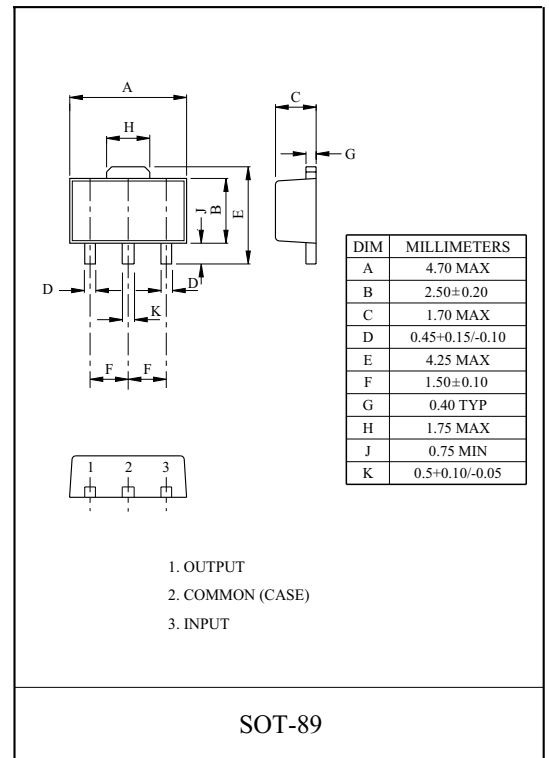 A
H
C
G
J
B
E
D
D
K
F
F
DIM MILLIMETERS
A 4.70 MAX
B 2.50±0.20
C 1.70 MAX
D 0.45+0.15/-0.10
E 4.25 MAX
F 1.50±0.10
G 0.40 TYP
H 1.75 MAX
J 0.75 MIN
K 0.5+0.10/-0.05
1 2 3
1. OUTPUT
2. COMMON (CASE)
3. INPUT
SOT-89